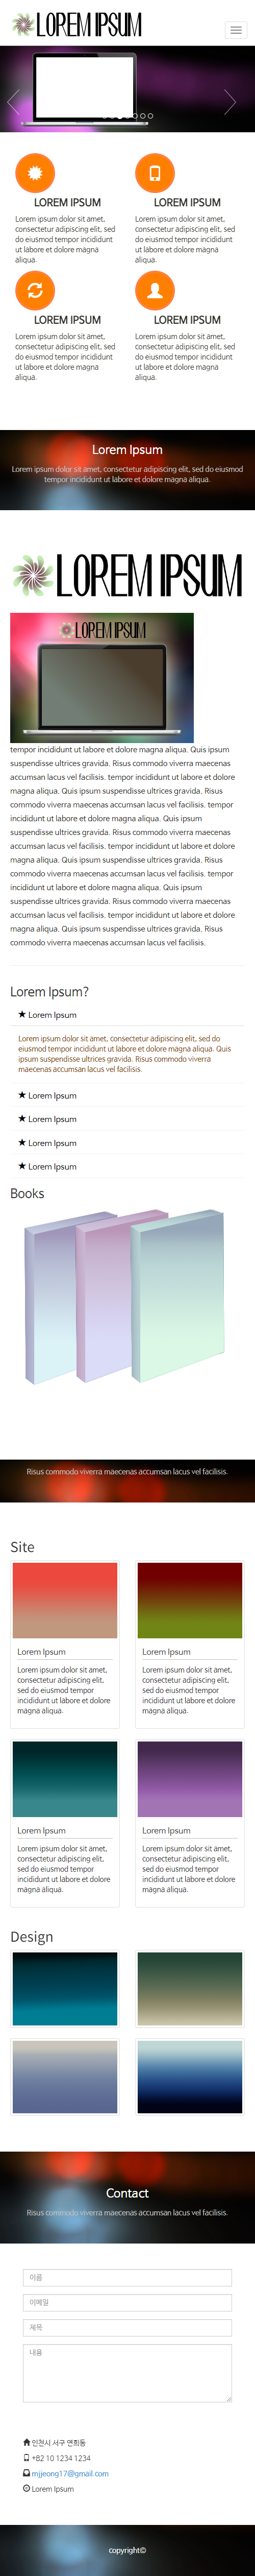 LOREM IPSUM
LOREM IPSUM
Lorem ipsum dolor sit amet,
consectetur adipiscing elit, sed
do eiusmod tempor incididunt
ut labore et dolore magna
aliqua.
LOREM IPSUM
Lorem ipsum dolor sit amet,
consectetur adipiscing elit, sed
do eiusmod tempor incididunt
ut labore et dolore magna
aliqua.
LOREM IPSUM
Lorem ipsum dolor sit amet,
consectetur adipiscing elit, sed
do eiusmod tempor incididunt
ut labore et dolore magna
aliqua.
LOREM IPSUM
Lorem ipsum dolor sit amet,
consectetur adipiscing elit, sed
do eiusmod tempor incididunt
ut labore et dolore magna
aliqua.
Lorem Ipsum
Lorem ipsum dolor sit amet, consectetur adipiscing elit, sed do eiusmod
tempor incididunt ut labore et dolore magna aliqua.
LOREM IPSUM
LOREM IPSUM
tempor incididunt ut labore et dolore magna aliqua. Quis ipsum
suspendisse ultrices gravida. Risus commodo viverra maecenas
accumsan lacus vel facilisis. tempor incididunt ut labore et dolore
magna aliqua. Quis ipsum suspendisse ultrices gravida. Risus
commodo viverra maecenas accumsan lacus vel facilisis. tempor
incididunt ut labore et dolore magna aliqua. Quis ipsum
suspendisse ultrices gravida. Risus commodo viverra maecenas
accumsan lacus vel facilisis. tempor incididunt ut labore et dolore
magna aliqua. Quis ipsum suspendisse ultrices gravida. Risus
commodo viverra maecenas accumsan lacus vel facilisis. tempor
incididunt ut labore et dolore magna aliqua. Quis ipsum
suspendisse ultrices gravida. Risus commodo viverra maecenas
accumsan lacus vel facilisis. tempor incididunt ut labore et dolore
magna aliqua. Quis ipsum suspendisse ultrices gravida. Risus
commodo viverra maecenas accumsan lacus vel facilisis.
Lorem Ipsum?
Lorem Ipsum
Lorem ipsum dolor sit amet, consectetur adipiscing elit, sed do
eiusmod tempor incididunt ut labore et dolore magna aliqua. Quis
ipsum suspendisse ultrices gravida. Risus commodo viverra
maecenas accumsan lacus vel facilisis.
Lorem Ipsum
Lorem Ipsum
Lorem Ipsum
Lorem Ipsum
Books
Risus commodo viverra maecenas accumsan lacus vel facilisis.
Site
Lorem Ipsum
Lorem ipsum dolor sit amet,
consectetur adipiscing elit,
sed do eiusmod tempor
incididunt ut labore et dolore
magna aliqua.
Lorem Ipsum
Lorem ipsum dolor sit amet,
consectetur adipiscing elit,
sed do eiusmod tempor
incididunt ut labore et dolore
magna aliqua.
Lorem Ipsum
Lorem ipsum dolor sit amet,
consectetur adipiscing elit,
sed do eiusmod tempor
incididunt ut labore et dolore
magna aliqua.
Lorem Ipsum
Lorem ipsum dolor sit amet,
consectetur adipiscing elit,
sed do eiusmod tempor
incididunt ut labore et dolore
magna aliqua.
Design
Contact
Risus commodo viverra maecenas accumsan lacus vel facilisis.
이름
이메일
제목
내용
인천시 서구 연희동
+82 10 1234 1234
mjjeong17@gmail.com
Lorem Ipsum
copyright©